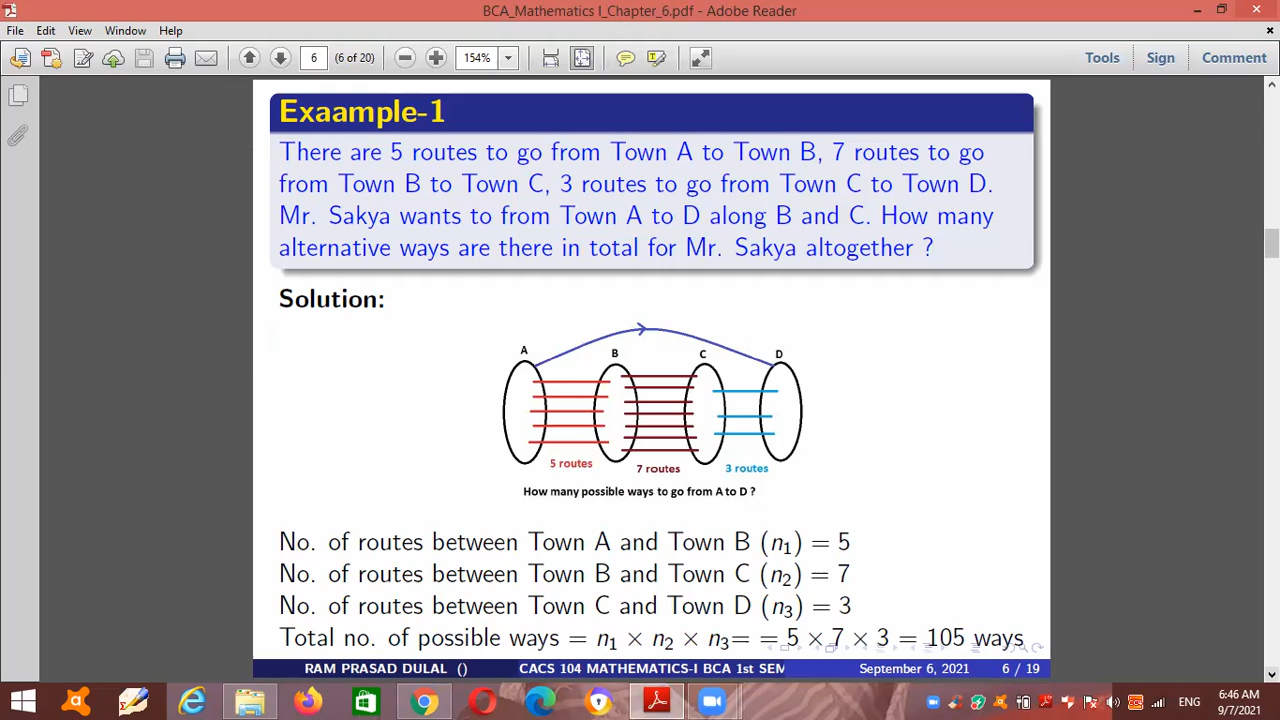 BCA_Mathematics I_Chapter_6.pdf - Adobe Reader
File Edit View Window Help
6 (6 of 20) 154% Tools Sign Comment
Exaample-1
There are 5 routes to go from Town A to Town B, 7 routes to go
from Town B to Town C, 3 routes to go from Town C to Town D.
Mr. Sakya wants to from Town A to D along B and C. How many
alternative ways are there in total for Mr. Sakya altogether ?
Solution:
A B C D
5 routes 7 routes 3 routes
How many possible ways to go from A to D ?
No. of routes between Town A and Town B (n₁) = 5
No. of routes between Town B and Town C (n₂) = 7
No. of routes between Town C and Town D (n₃) = 3
Total no. of possible ways = n₁ × n₂ × n₃= = 5 × 7 × 3 = 105 ways
RAM PRASAD DULAL () CACS 104 MATHEMATICS-I BCA 1st SEM September 6, 2021 6 / 19
ENG 6:46 AM
9/7/2021